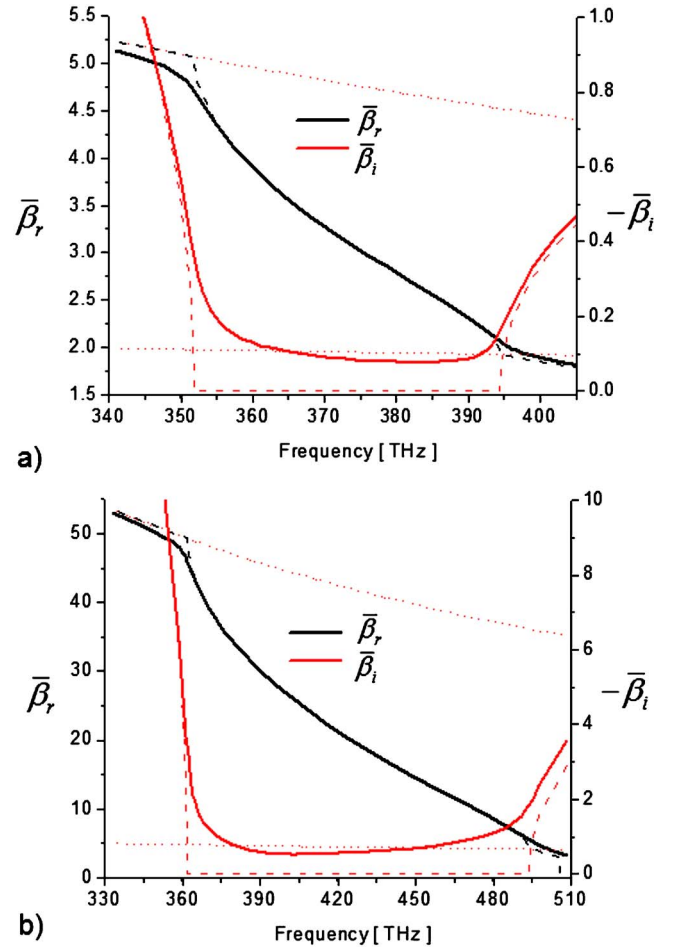 5.5
5.0
4.5
4.0
3.5
3.0
2.5
2.0
1.5
β̄r
1.0
0.8
0.6
0.4
0.2
0.0
−β̄i
β̄r
β̄i
340 350 360 370 380 390 400
Frequency [ THz ]
a)
50
40
30
20
10
0
β̄r
10
8
6
4
2
0
−β̄i
β̄r
β̄i
330 360 390 420 450 480 510
Frequency [ THz ]
b)